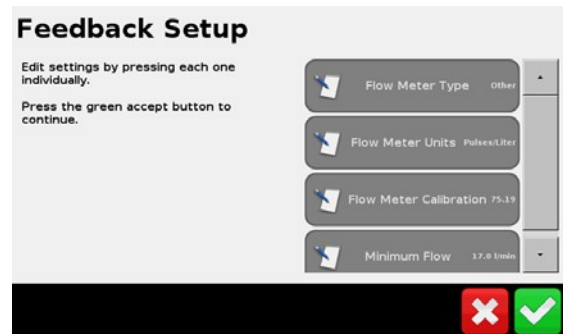 Feedback Setup
Edit settings by pressing each one
individually.
Press the green accept button to
continue.
Flow Meter Type Other
Flow Meter Units Pulses/Liter
Flow Meter Calibration 75.19
Minimum Flow 17.0 l/min